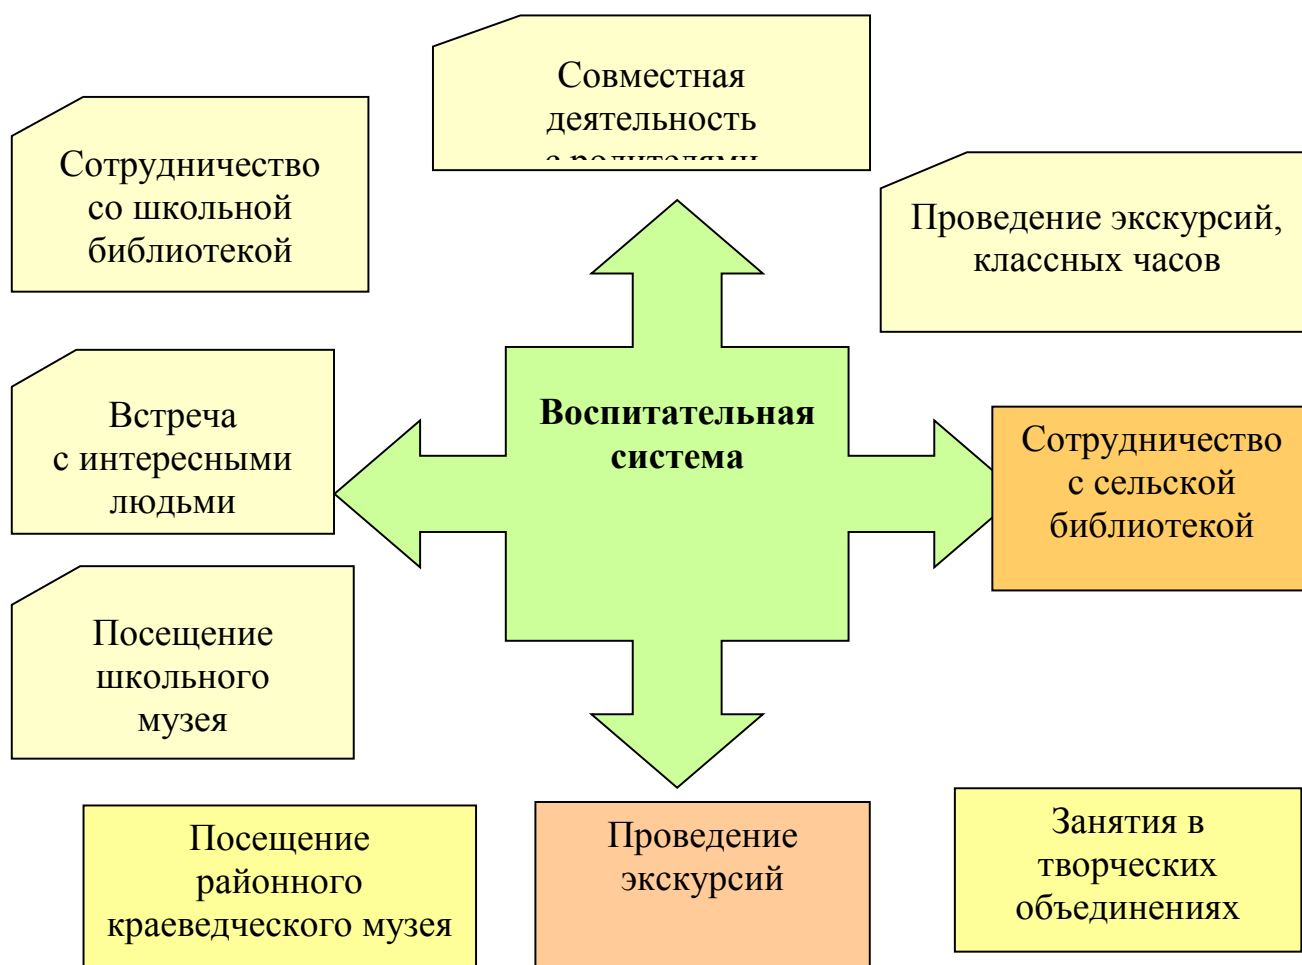 Совместная
деятельность
с родителями
Сотрудничество
со школьной
библиотекой
Проведение экскурсий,
классных часов
Воспитательная
система
Встреча
с интересными
людьми
Сотрудничество
с сельской
библиотекой
Посещение
школьного
музея
Посещение
районного
краеведческого музея
Проведение
экскурсий
Занятия в
творческих
объединениях